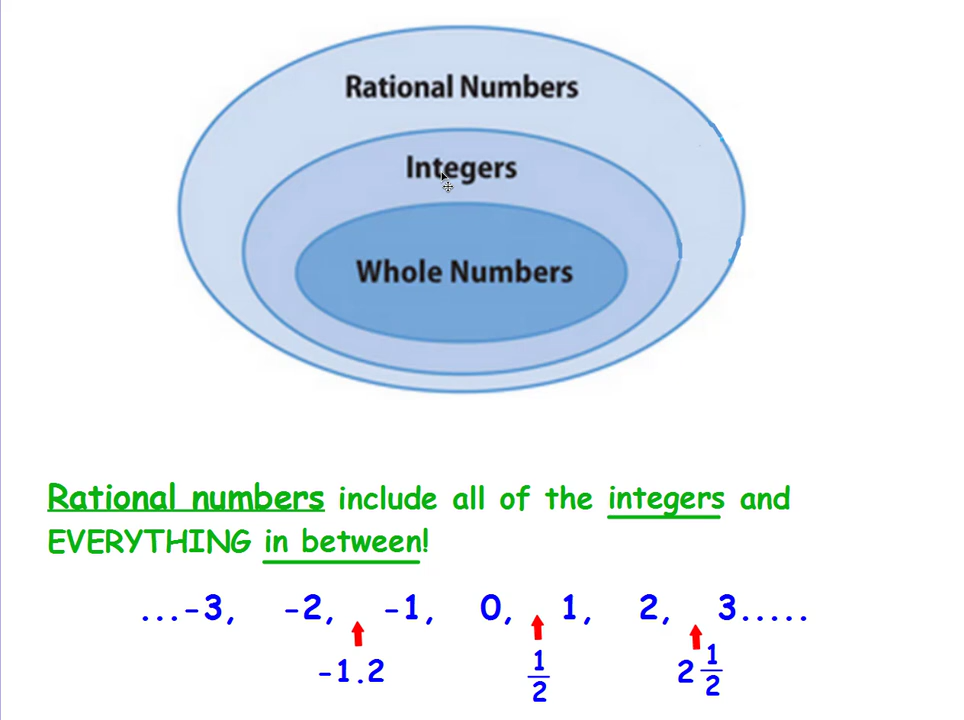 Rational Numbers
Integers
Whole Numbers
Rational numbers include all of the integers and
EVERYTHING in between!
...-3, -2, -1, 0, 1, 2, 3.....
-1.2 1/2 2 1/2